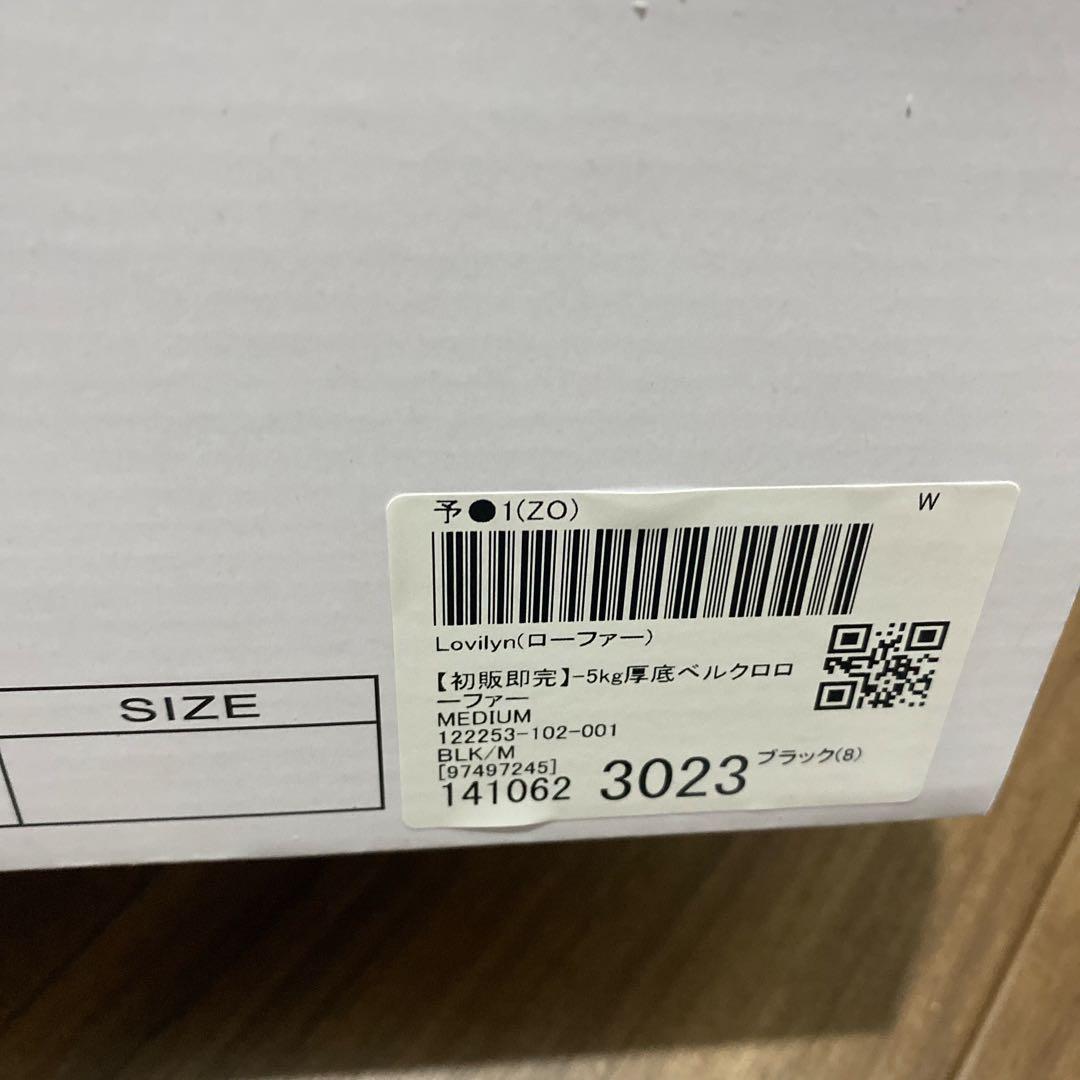 予●1(ZO)
W
Lovilyn(ローファー)
【初販即完】-5kg厚底ベルクロロ
ーファー
MEDIUM
122253-102-001
BLK/M
[97497245]
141062 3023 ブラック(8)
SIZE